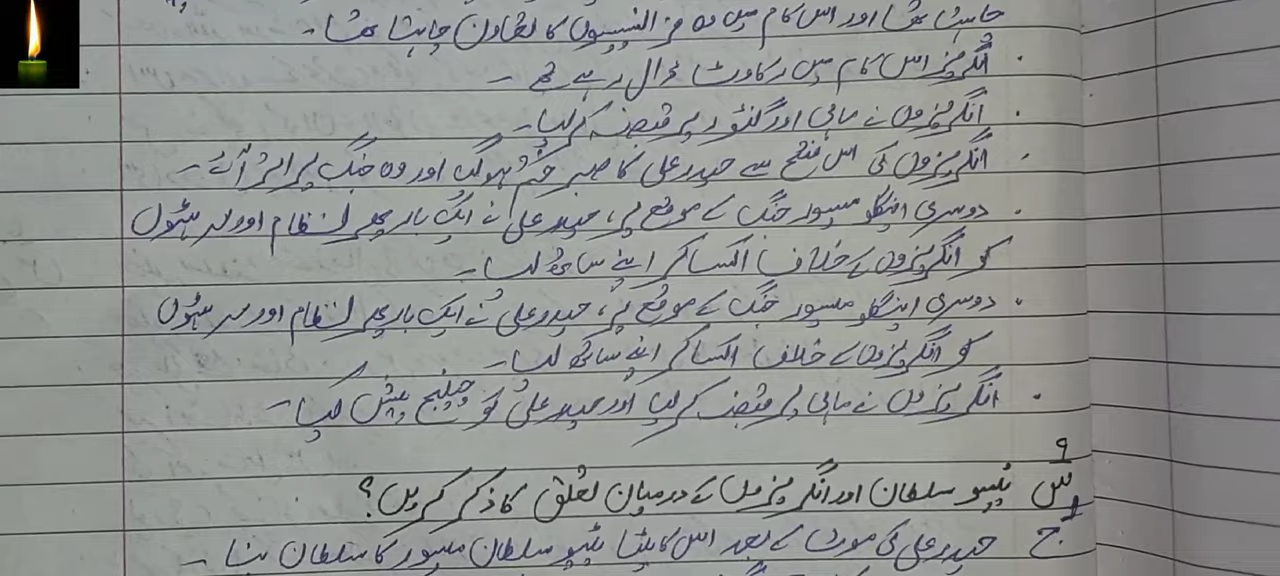 چاہتا تھا اور اس کام میں وہ فرانسیسیوں کا تعاون چاہتا تھا۔
· انگریز اس کام میں رکاوٹ ڈال رہے تھے ۔
· انگریزوں نے ماہی اور گنٹور پر قبضہ کر لیا۔
· انگریزوں کی اس فتح سے حیدر علی کا صبر ختم ہو گیا اور وہ جنگ پر اتر آئے۔
· دوسری اینگلو میسور جنگ کے موقع پر، حیدر علی نے ایک بار پھر نظام اور مرہٹوں
کو انگریزوں کے خلاف اکسا کر اپنے ساتھ لیا۔
· دوسری اینگلو میسور جنگ کے موقع پر، حیدر علی نے ایک بار پھر نظام اور مرہٹوں
کو انگریزوں کے خلاف اکسا کر اپنے ساتھ لیا۔
· انگریزوں نے ماہی پر قبضہ کر لیا اور حیدر علی کو چیلنج پیش کیا۔
۹
س ٹیپو سلطان اور انگریزوں کے درمیان تعلق کا ذکر کریں؟
ج حیدر علی کی موت کے بعد اس کا بیٹا ٹیپو سلطان میسور کا سلطان بنا ۔